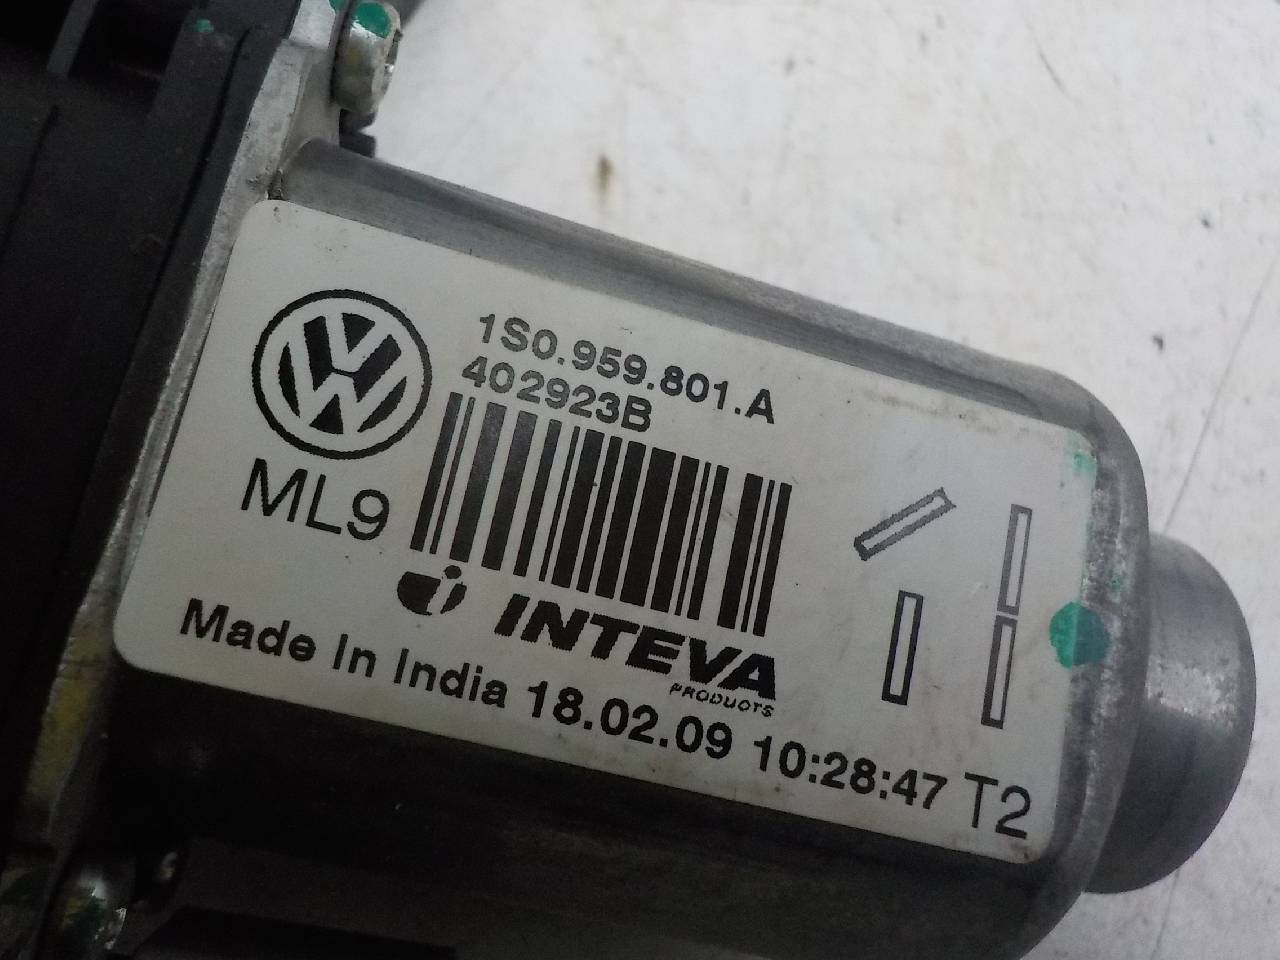 1S0.959.801.A
402923B
ML9
INTEVA
PRODUCTS
Made In India 18.02.09 10:28:47 T2